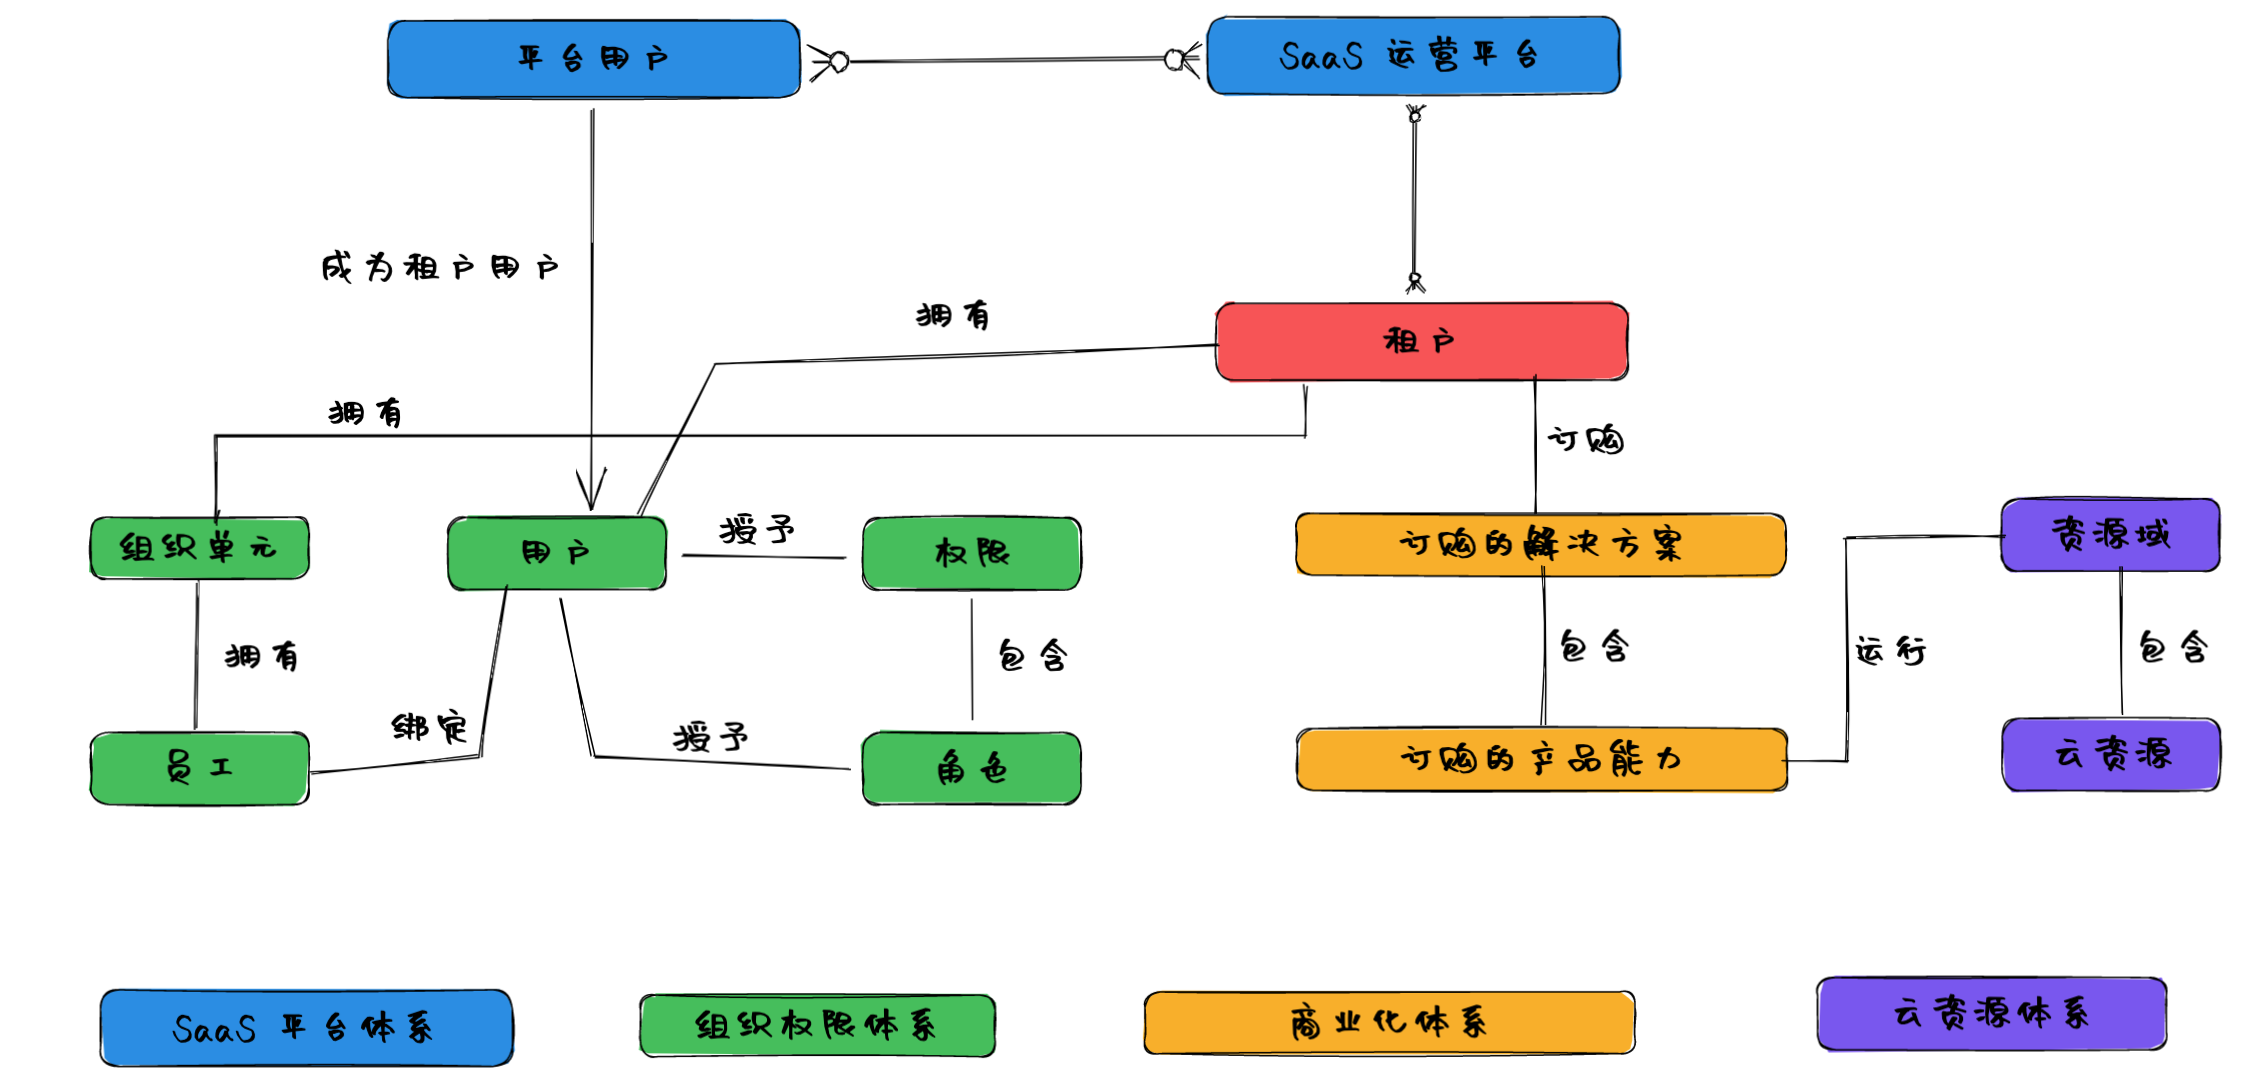 平台用户
SaaS 运营平台
成为租户用户
拥有
租户
拥有
订购
组织单元
用户
授予
权限
订购的解决方案
资源域
拥有
包含
包含
运行
包含
绑定
授予
员工
角色
订购的产品能力
云资源
SaaS 平台体系
组织权限体系
商业化体系
云资源体系